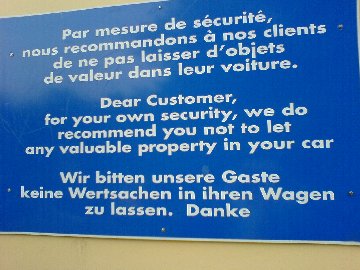 Par mesure de sécurité,
nous recommandons à nos clients
de ne pas laisser d'objets
de valeur dans leur voiture.
Dear Customer,
for your own security, we do
recommend you not to let
any valuable property in your car
Wir bitten unsere Gaste
keine Wertsachen in ihren Wagen
zu lassen. Danke